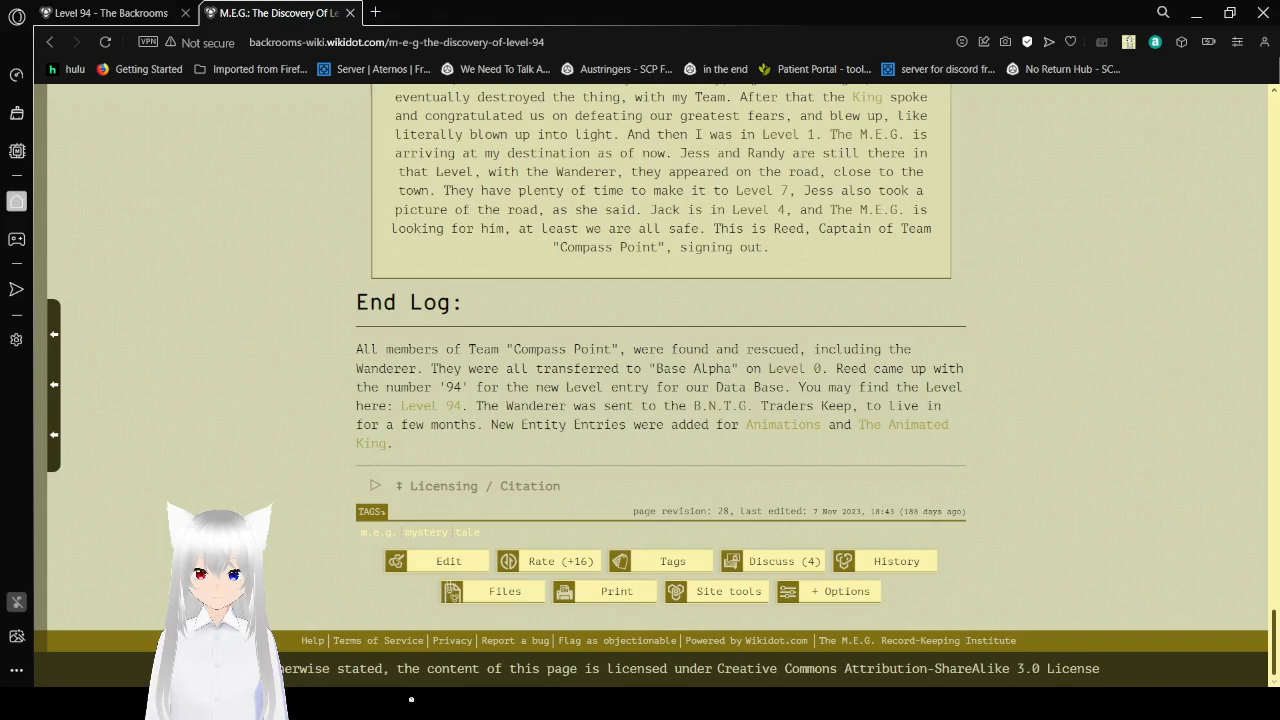 Level 94 - The Backrooms
M.E.G.: The Discovery Of Le
VPN
Not secure
backrooms-wiki.wikidot.com/m-e-g-the-discovery-of-level-94
hulu
Getting Started
Imported from Firef...
Server | Aternos | Fr...
We Need To Talk A...
Austringers - SCP F...
in the end
Patient Portal - tool...
server for discord fr...
No Return Hub - SC...
eventually destroyed the thing, with my Team. After that the King spoke
and congratulated us on defeating our greatest fears, and blew up, like
literally blown up into light. And then I was in Level 1. The M.E.G. is
arriving at my destination as of now. Jess and Randy are still there in
that Level, with the Wanderer, they appeared on the road, close to the
town. They have plenty of time to make it to Level 7, Jess also took a
picture of the road, as she said. Jack is in Level 4, and The M.E.G. is
looking for him, at least we are all safe. This is Reed, Captain of Team
"Compass Point", signing out.
End Log:
All members of Team "Compass Point", were found and rescued, including the
Wanderer. They were all transferred to "Base Alpha" on Level 0. Reed came up with
the number '94' for the new Level entry for our Data Base. You may find the Level
here: Level 94. The Wanderer was sent to the B.N.T.G. Traders Keep, to live in
for a few months. New Entity Entries were added for Animations and The Animated
King.
‡ Licensing / Citation
TAGS
page revision: 28, last edited: 7 Nov 2023, 18:43 (188 days ago)
m.e.g. mystery tale
Edit
Rate (+16)
Tags
Discuss (4)
History
Files
Print
Site tools
+ Options
Help | Terms of Service | Privacy | Report a bug | Flag as objectionable | Powered by Wikidot.com | The M.E.G. Record-Keeping Institute
herwise stated, the content of this page is Licensed under Creative Commons Attribution-ShareAlike 3.0 License